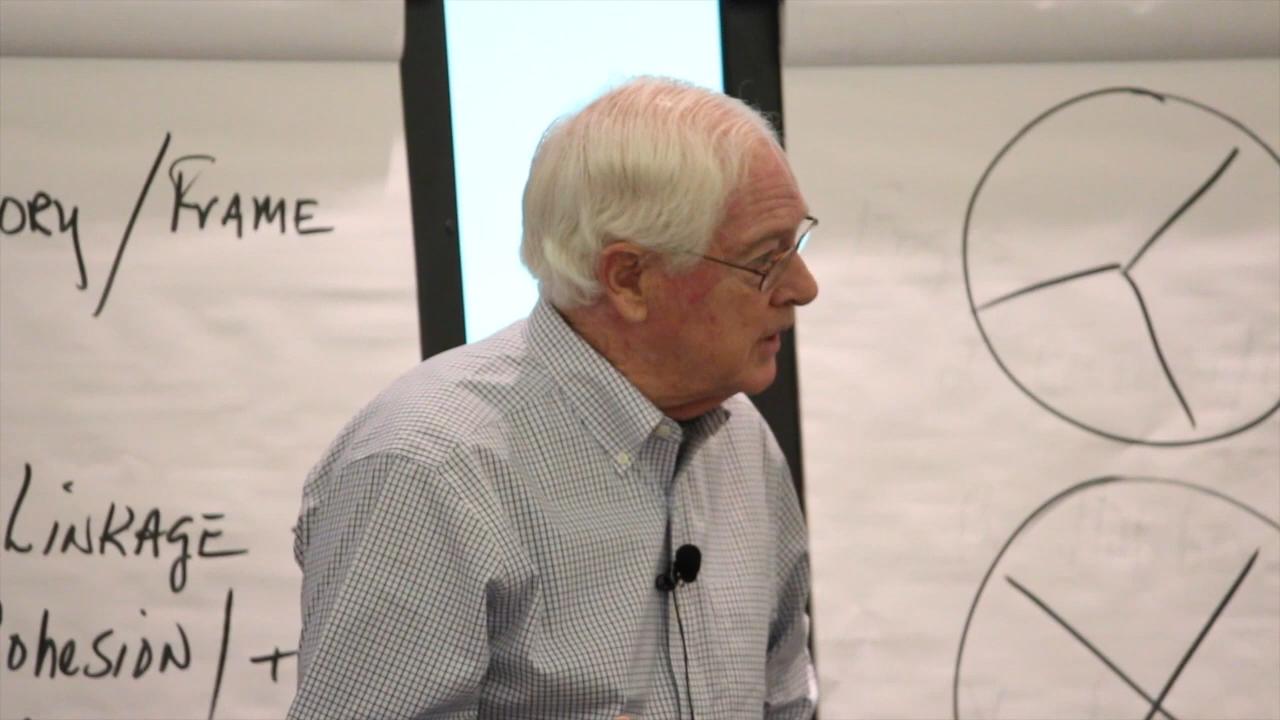 ory / Frame
Linkage
ohesion / +